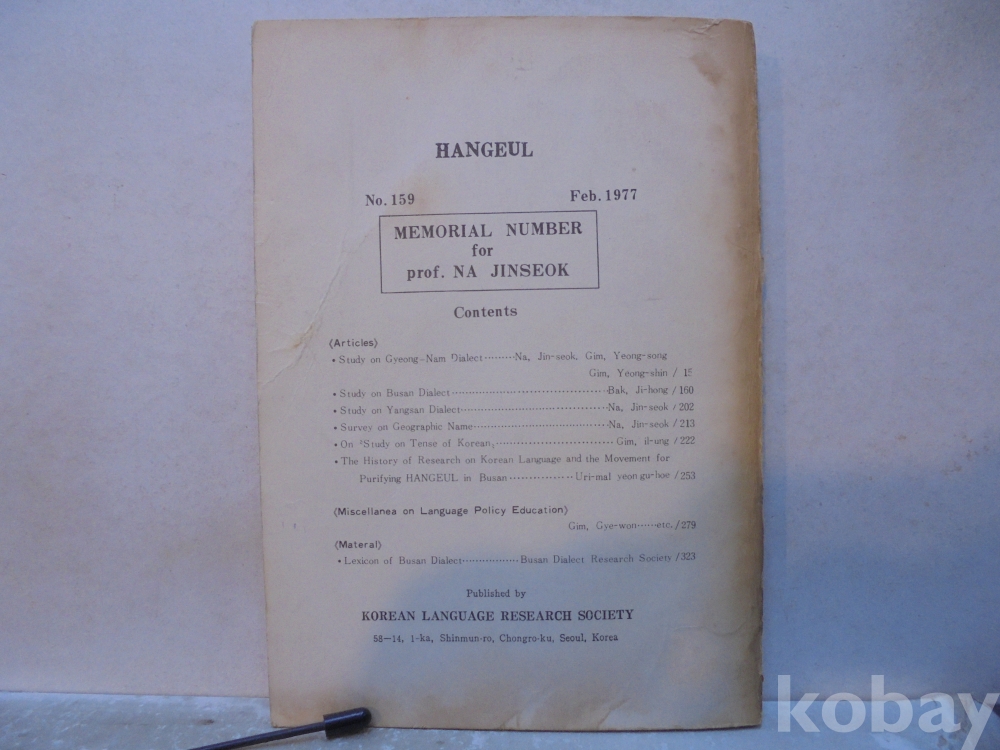 HANGEUL
No. 159 Feb. 1977
MEMORIAL NUMBER
for
prof. NA JINSEOK
Contents
⟨Articles⟩
• Study on Gyeong-Nam Dialect………Na, Jin-seok, Gim, Yeong-song
Gim, Yeong-shin / 15
• Study on Busan Dialect……………………………………Bak, Ji-hong /160
• Study on Yangsan Dialect…………………………………Na, Jin-seok /202
• Survey on Geographic Name………………………………Na, Jin-seok /213
• On 『Study on Tense of Korean』…………………………… Gim, il-ung /222
• The History of Research on Korean Language and the Movement for
Purifying HANGEUL in Busan……………… Uri-mal yeon gu-hoe /253
⟨Miscellanea on Language Policy Education⟩
Gim, Gye-won……etc./279
⟨Materal⟩
• Lexicon of Busan Dialect………………Busan Dialect Research Society /323
Published by
KOREAN LANGUAGE RESEARCH SOCIETY
58-14, 1-ka, Shinmun-ro, Chongro-ku, Seoul, Korea
kobay